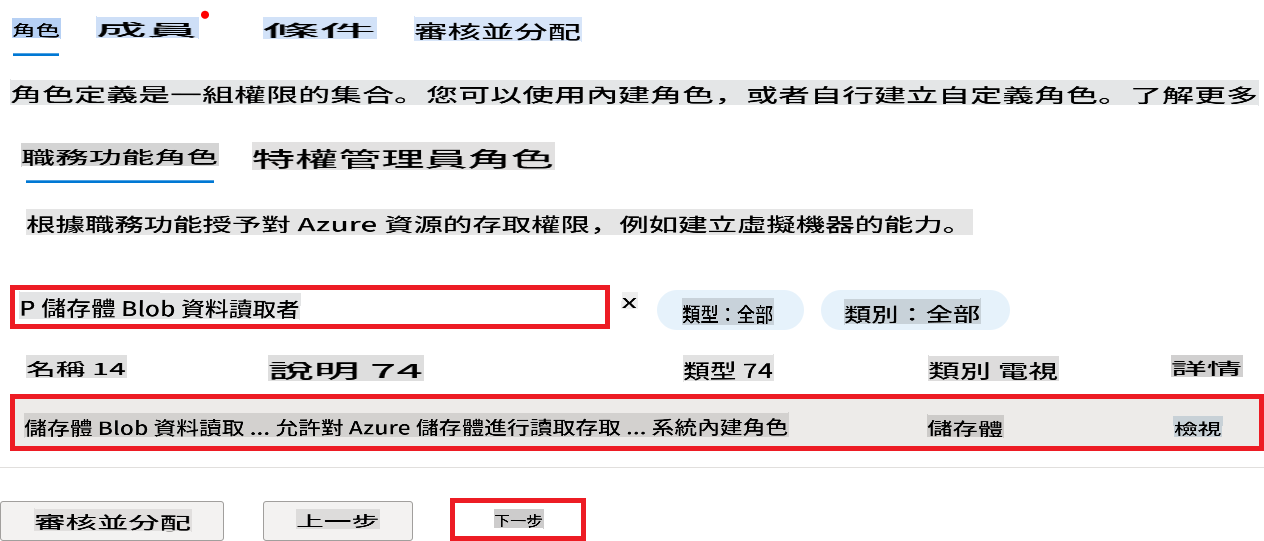 角色 成員 條件 審核並分配
角色定義是一組權限的集合。您可以使用內建角色，或者自行建立自定義角色。了解更多
職務功能角色 特權管理員角色
根據職務功能授予對 Azure 資源的存取權限，例如建立虛擬機器的能力。
P 儲存體 Blob 資料讀取者 x 類型：全部 類別：全部
名稱 14 說明 74 類型 74 類別 電視 詳情
儲存體 Blob 資料讀取 ... 允許對 Azure 儲存體進行讀取存取 ... 系統內建角色 儲存體 檢視
審核並分配 上一步 下一步